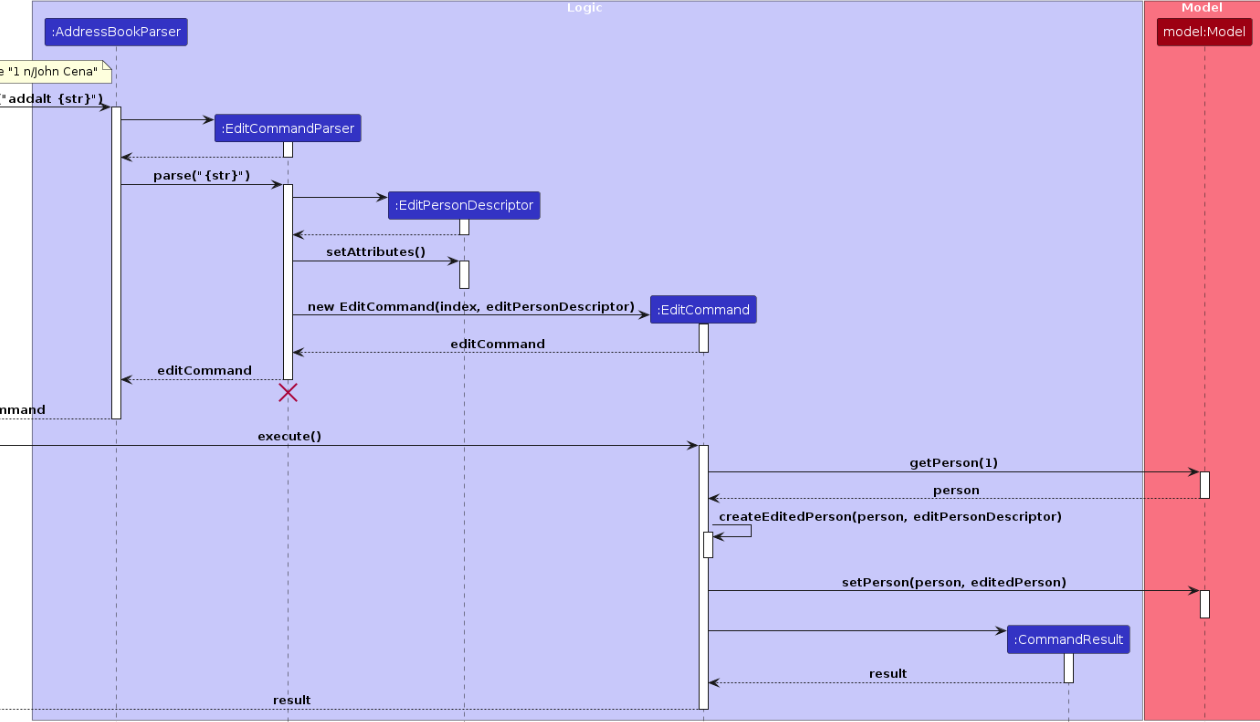 Logic
Model
:AddressBookParser
model:Model
e "1 n/John Cena"
("addalt {str}")
:EditCommandParser
parse("{str}")
:EditPersonDescriptor
setAttributes()
new EditCommand(index, editPersonDescriptor)
:EditCommand
editCommand
editCommand
mmand
execute()
getPerson(1)
person
createEditedPerson(person, editPersonDescriptor)
setPerson(person, editedPerson)
:CommandResult
result
result